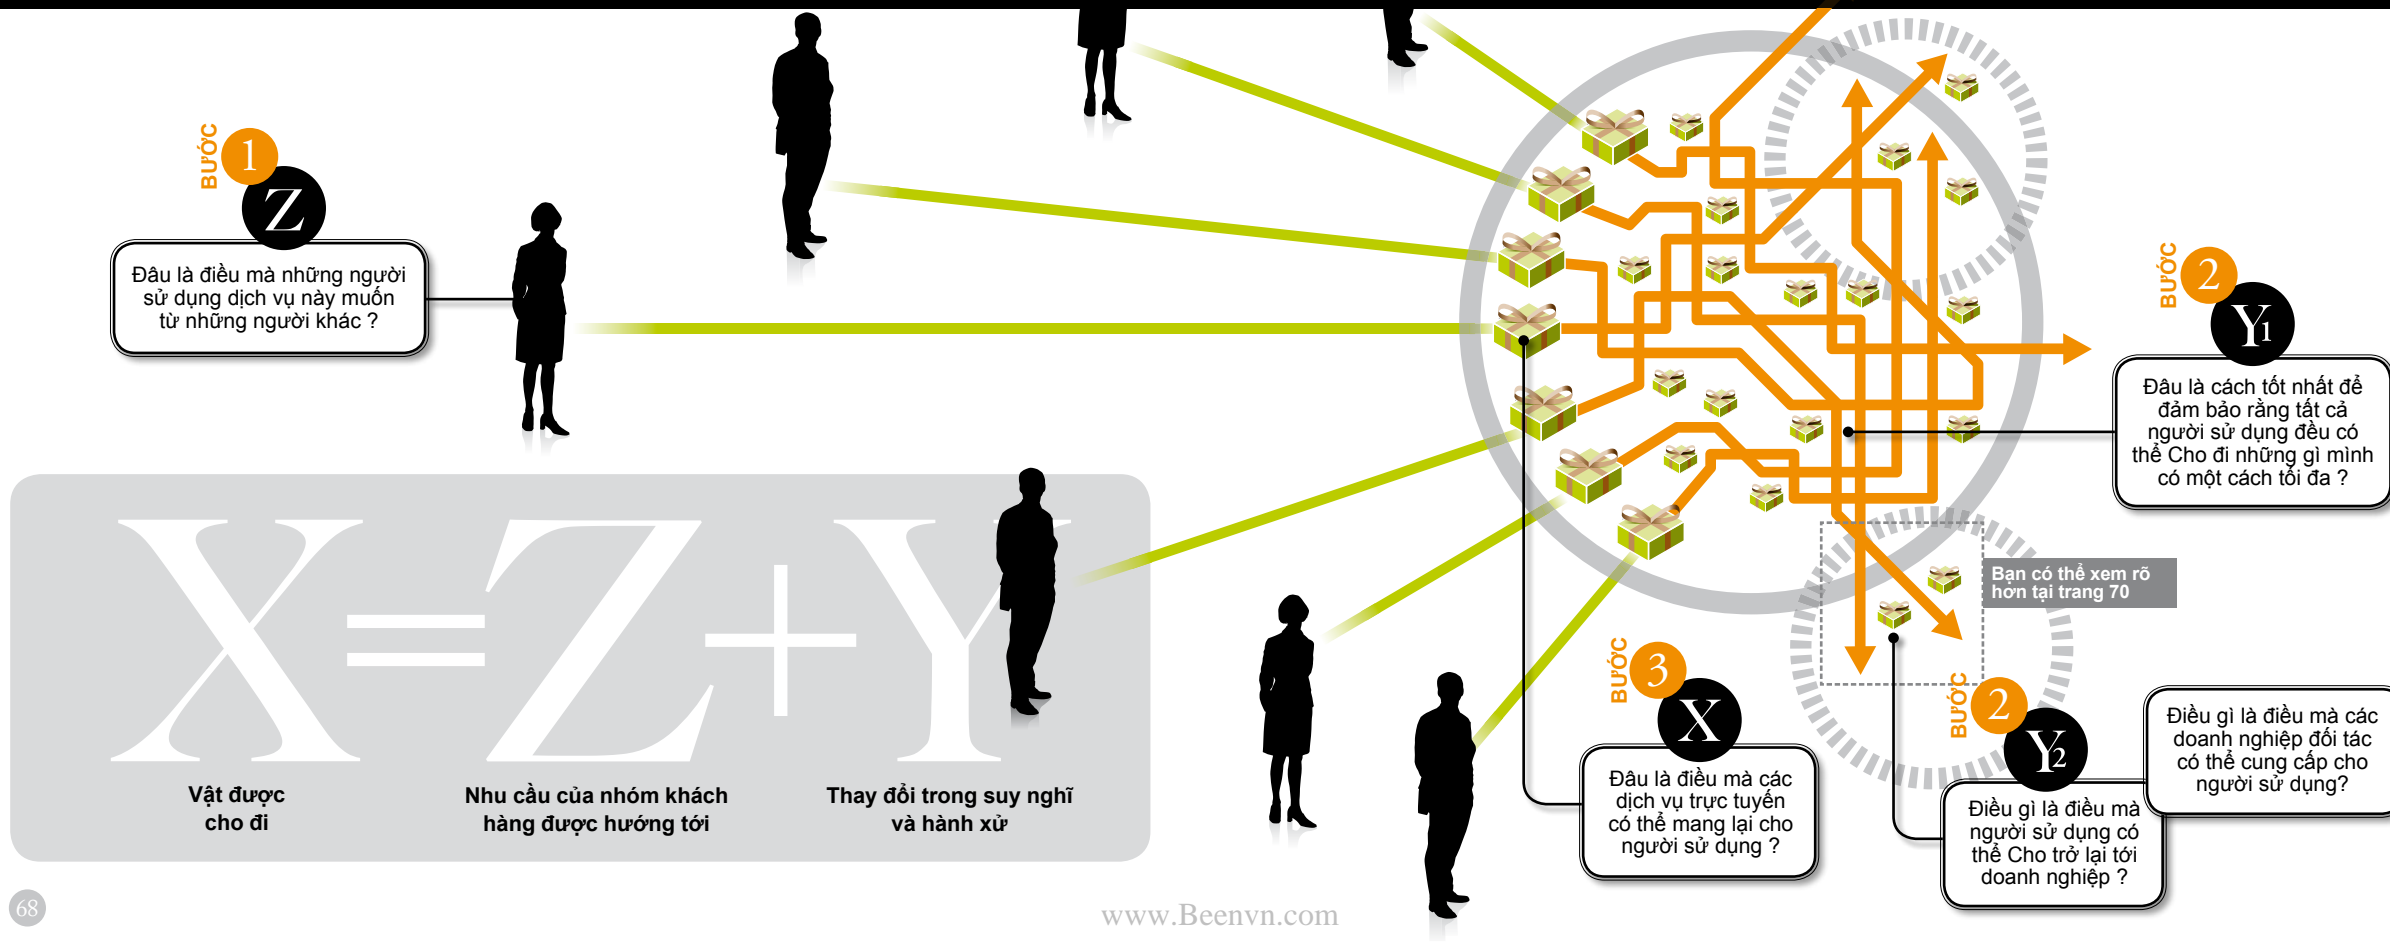 BƯỚC
1
Z
Đâu là điều mà những người
sử dụng dịch vụ này muốn
từ những người khác ?
BƯỚC
2
Y1
Đâu là cách tốt nhất để
đảm bảo rằng tất cả
người sử dụng đều có
thể Cho đi những gì mình
có một cách tối đa ?
X=Z+Y
Vật được
cho đi
Nhu cầu của nhóm khách
hàng được hướng tới
Thay đổi trong suy nghĩ
và hành xử
Bạn có thể xem rõ
hơn tại trang 70
BƯỚC
3
X
Đâu là điều mà các
dịch vụ trực tuyến
có thể mang lại cho
người sử dụng ?
BƯỚC
2
Y2
Điều gì là điều mà
người sử dụng có
thể Cho trở lại tới
doanh nghiệp ?
Điều gì là điều mà các
doanh nghiệp đối tác
có thể cung cấp cho
người sử dụng?
68
www.Beenvn.com